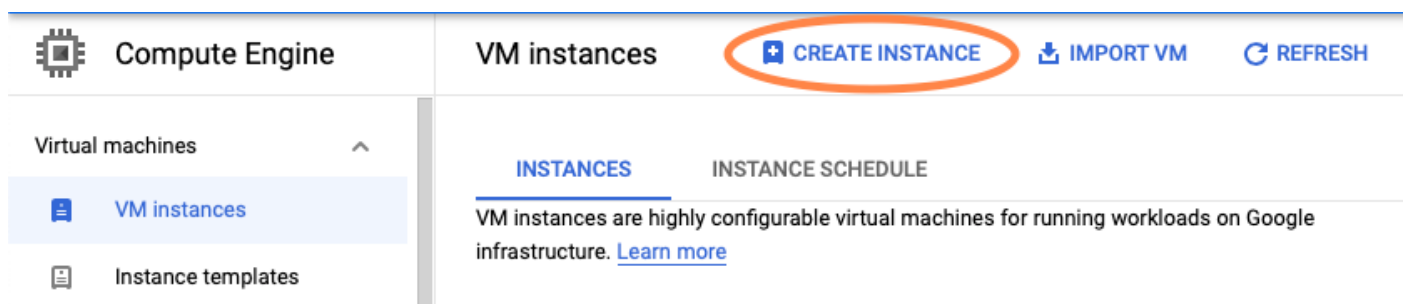 Compute Engine
VM instances
CREATE INSTANCE
IMPORT VM
REFRESH
Virtual machines
VM instances
Instance templates
INSTANCES
INSTANCE SCHEDULE
VM instances are highly configurable virtual machines for running workloads on Google
infrastructure. Learn more